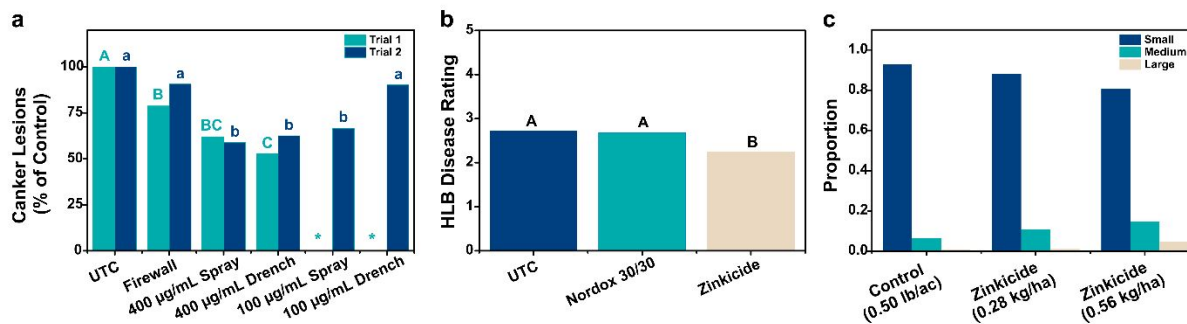 a
Canker Lesions
(% of Control)
100
75
50
25
0
Trial 1
Trial 2
A
a
B
a
BC
b
C
b
*
b
*
a
UTC
Firewall
400 µg/mL Spray
400 µg/mL Drench
100 µg/mL Spray
100 µg/mL Drench
b
HLB Disease Rating
5
4
3
2
1
0
A
A
B
UTC
Nordox 30/30
Zinkicide
c
Proportion
1.0
0.8
0.6
0.4
0.2
0.0
Small
Medium
Large
Control
(0.50 lb/ac)
Zinkicide
(0.28 kg/ha)
Zinkicide
(0.56 kg/ha)